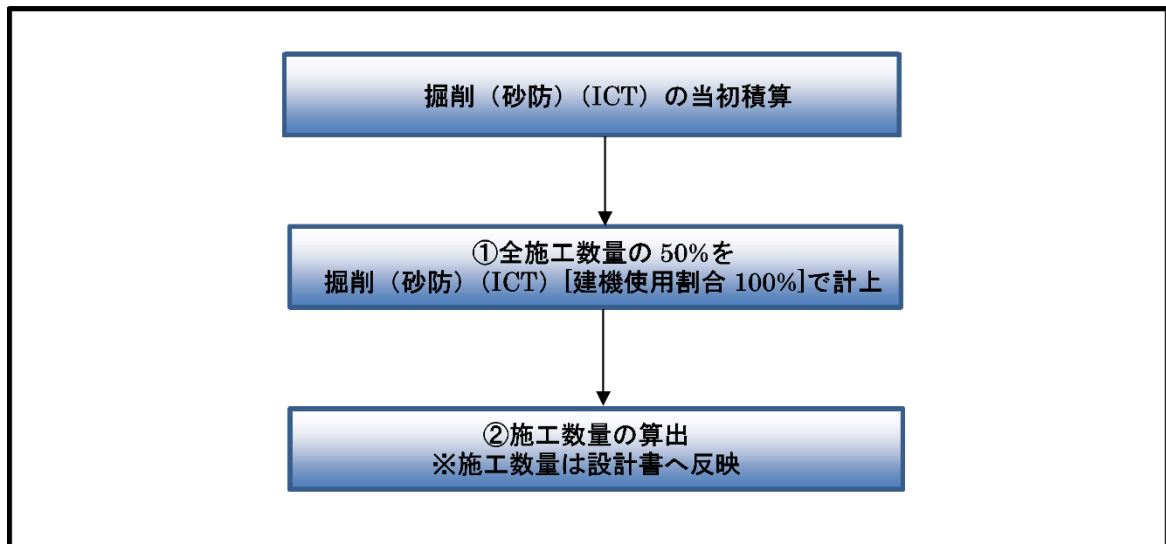 掘削（砂防）(ICT) の当初積算
①全施工数量の 50%を
掘削（砂防）(ICT) [建機使用割合 100%]で計上
②施工数量の算出
※施工数量は設計書へ反映